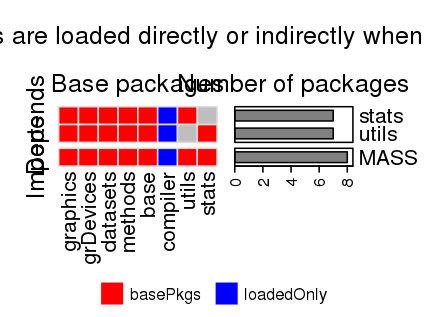 s are loaded directly or indirectly when
Base packages
Number of packages
Depends
Imports
stats
utils
MASS
graphics
grDevices
datasets
methods
base
compiler
utils
stats
0
2
4
6
8
basePkgs
loadedOnly